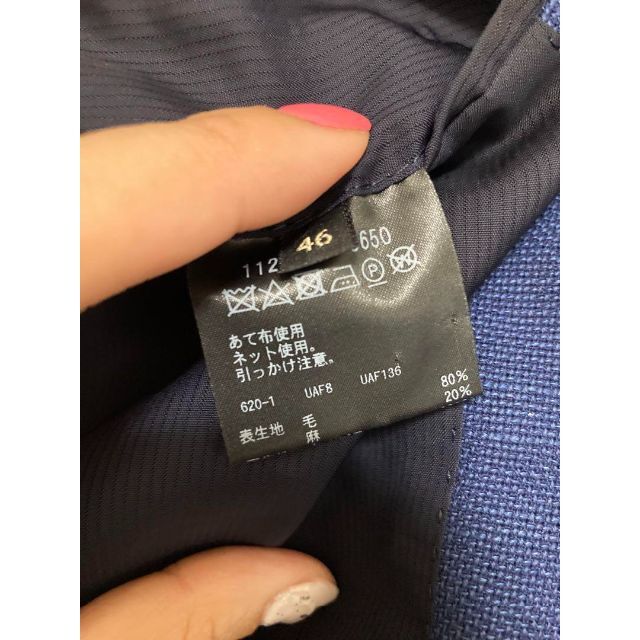 46
112 650
あて布使用
ネット使用。
引っかけ注意。
620-1 UAF8 UAF136
表生地 毛 80%
麻 20%